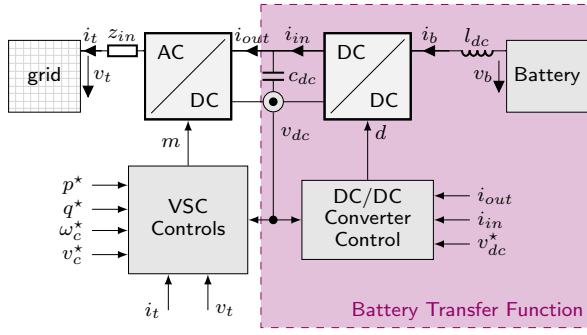 i_t z_in i_out i_in i_b l_dc
grid v_t AC DC c_dc DC DC v_b Battery
m v_dc d
p^⋆
q^⋆
ω_c^⋆
v_c^⋆
VSC
Controls
DC/DC
Converter
Control
i_out
i_in
v_dc^⋆
i_t v_t
Battery Transfer Function